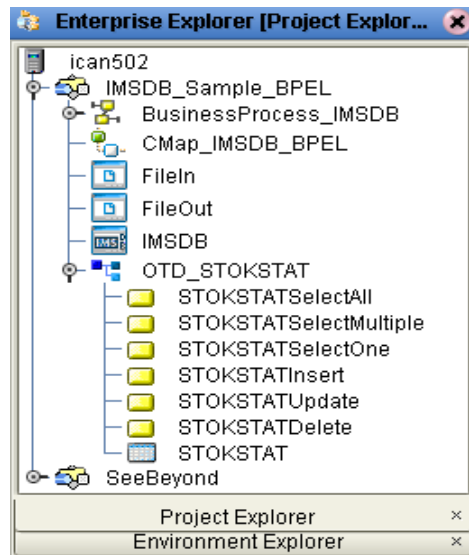 Enterprise Explorer [Project Explor...
ican502
IMSDB_Sample_BPEL
BusinessProcess_IMSDB
CMap_IMSDB_BPEL
FileIn
FileOut
IMS IMSDB
OTD_STOKSTAT
STOKSTATSelectAll
STOKSTATSelectMultiple
STOKSTATSelectOne
STOKSTATInsert
STOKSTATUpdate
STOKSTATDelete
STOKSTAT
SeeBeyond
Project Explorer
Environment Explorer